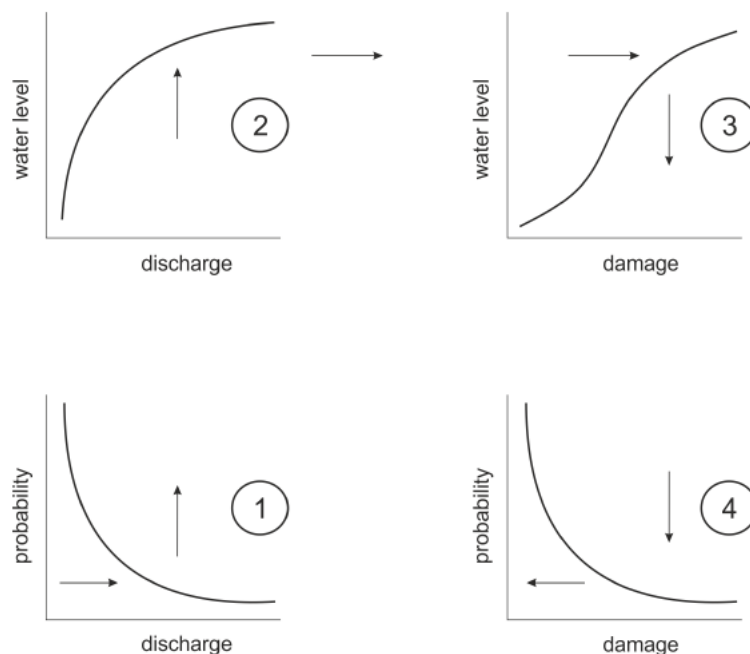 water level
2
discharge
water level
3
damage
probability
1
discharge
probability
4
damage